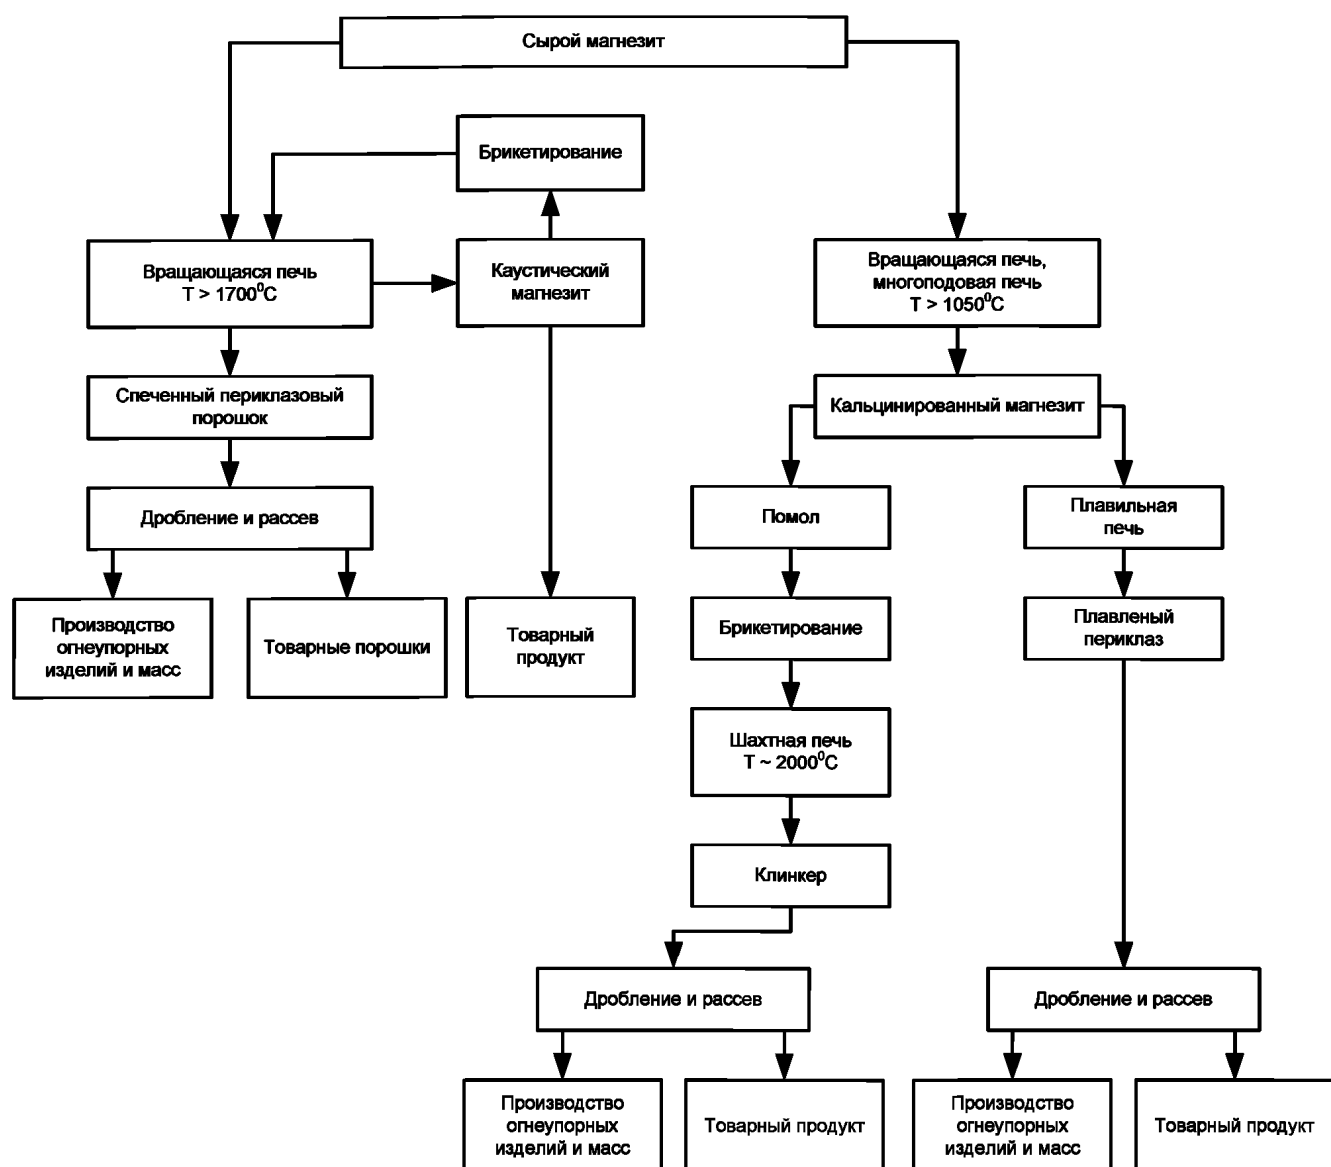 Сырой магнезит
Брикетирование
Вращающаяся печь
T > 1700⁰C
Каустический
магнезит
Вращающаяся печь,
многоподовая печь
T > 1050⁰C
Спеченный периклазовый
порошок
Кальцинированный магнезит
Дробление и рассев
Помол
Плавильная
печь
Производство
огнеупорных
изделий и масс
Товарные порошки
Товарный
продукт
Брикетирование
Плавленый
периклаз
Шахтная печь
T ~ 2000⁰C
Клинкер
Дробление и рассев
Дробление и рассев
Производство
огнеупорных
изделий и масс
Товарный продукт
Производство
огнеупорных
изделий и масс
Товарный продукт